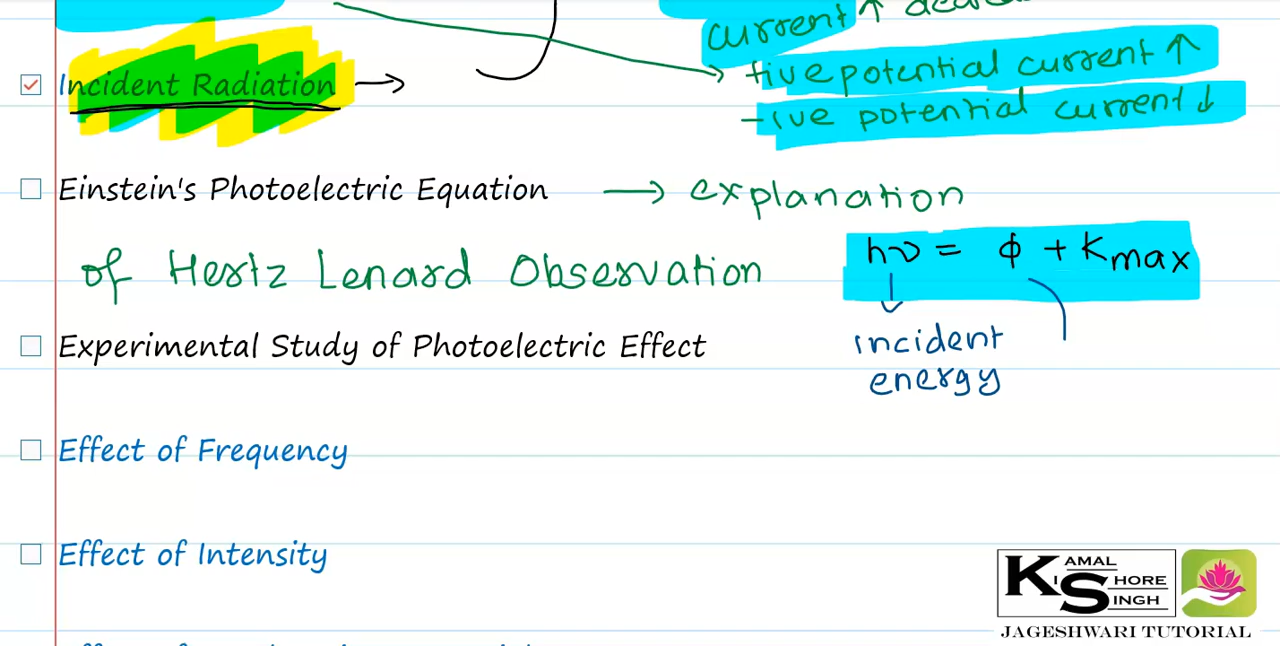 current ↑
Incident Radiation →
+ive potential current ↑
-ive potential current ↓
Einstein's Photoelectric Equation → explanation
of Hertz Lenard Observation
hν = φ + Kmax
incident
energy
Experimental Study of Photoelectric Effect
Effect of Frequency
Effect of Intensity
KAMAL
KISHORE
SINGH
JAGESHWARI TUTORIAL